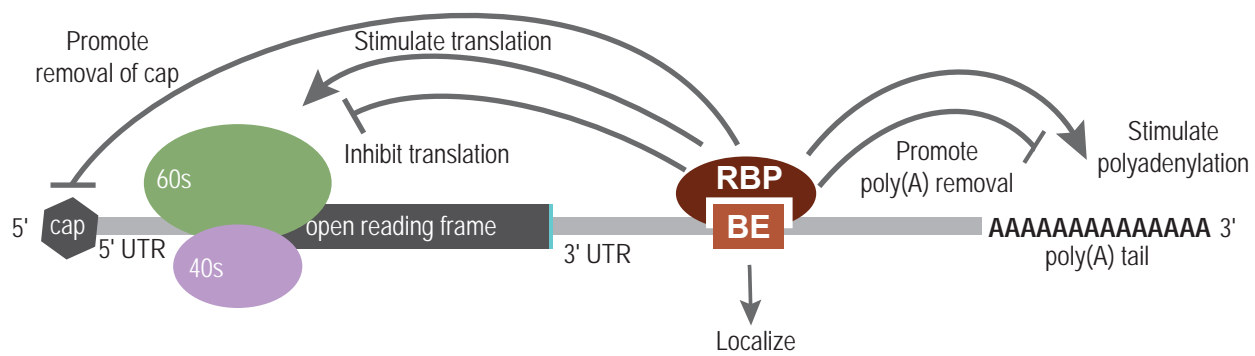 Promote
removal of cap
Stimulate translation
Inhibit translation
Promote
poly(A) removal
Stimulate
polyadenylation
60s
RBP
5'
cap
5' UTR
open reading frame
3' UTR
BE
AAAAAAAAAAAAAA
3'
poly(A) tail
40s
Localize